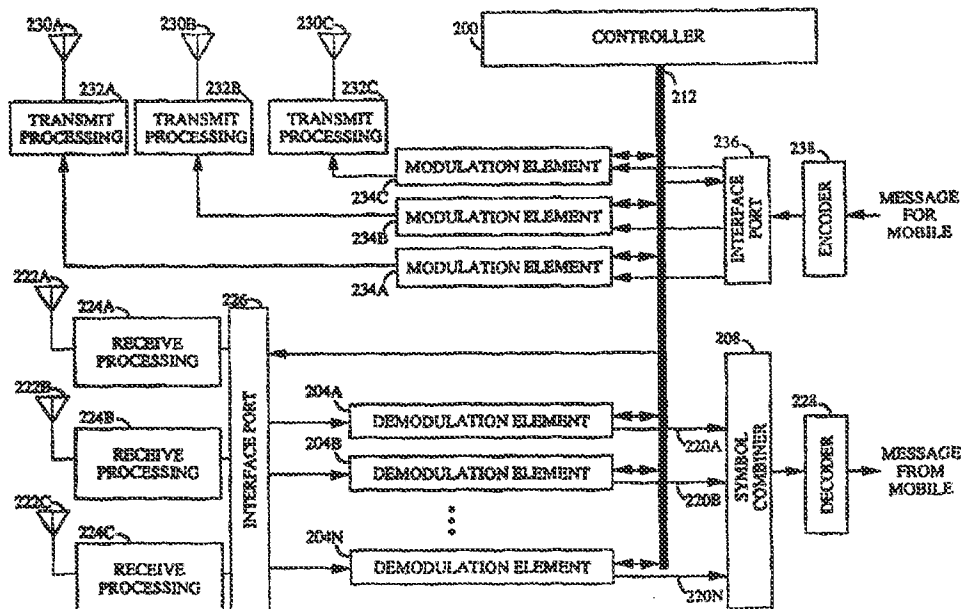 230A
230B
230C
200
CONTROLLER
232A
232B
232C
212
TRANSMIT
PROCESSING
TRANSMIT
PROCESSING
TRANSMIT
PROCESSING
236
238
MODULATION ELEMENT
234C
MODULATION ELEMENT
234B
MODULATION ELEMENT
234A
INTERFACE
PORT
ENCODER
MESSAGE
FOR
MOBILE
222A
224A
RECEIVE
PROCESSING
226
208
222B
224B
RECEIVE
PROCESSING
INTERFACE PORT
204A
DEMODULATION ELEMENT
220A
204B
DEMODULATION ELEMENT
220B
SYMBOL
COMBINER
228
DECODER
MESSAGE
FROM
MOBILE
222C
224C
RECEIVE
PROCESSING
204N
DEMODULATION ELEMENT
220N